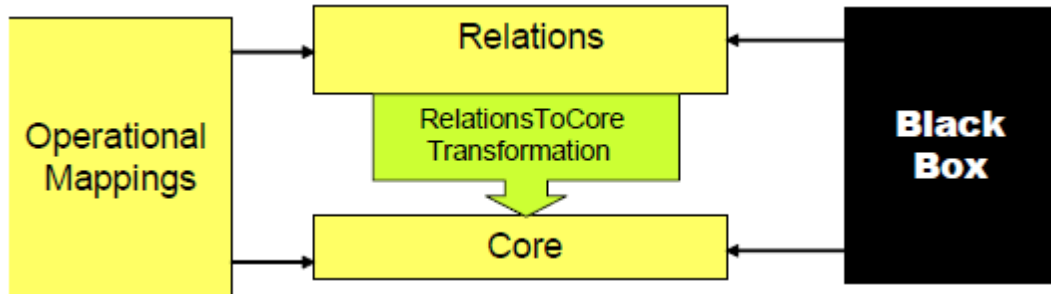 Operational
Mappings
Relations
RelationsToCore
Transformation
Core
Black
Box